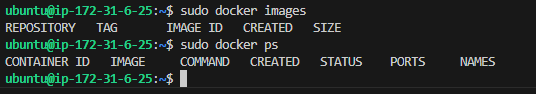 ubuntu@ip-172-31-6-25:~$ sudo docker images
REPOSITORY   TAG       IMAGE ID   CREATED   SIZE
ubuntu@ip-172-31-6-25:~$ sudo docker ps
CONTAINER ID   IMAGE     COMMAND   CREATED   STATUS    PORTS     NAMES
ubuntu@ip-172-31-6-25:~$